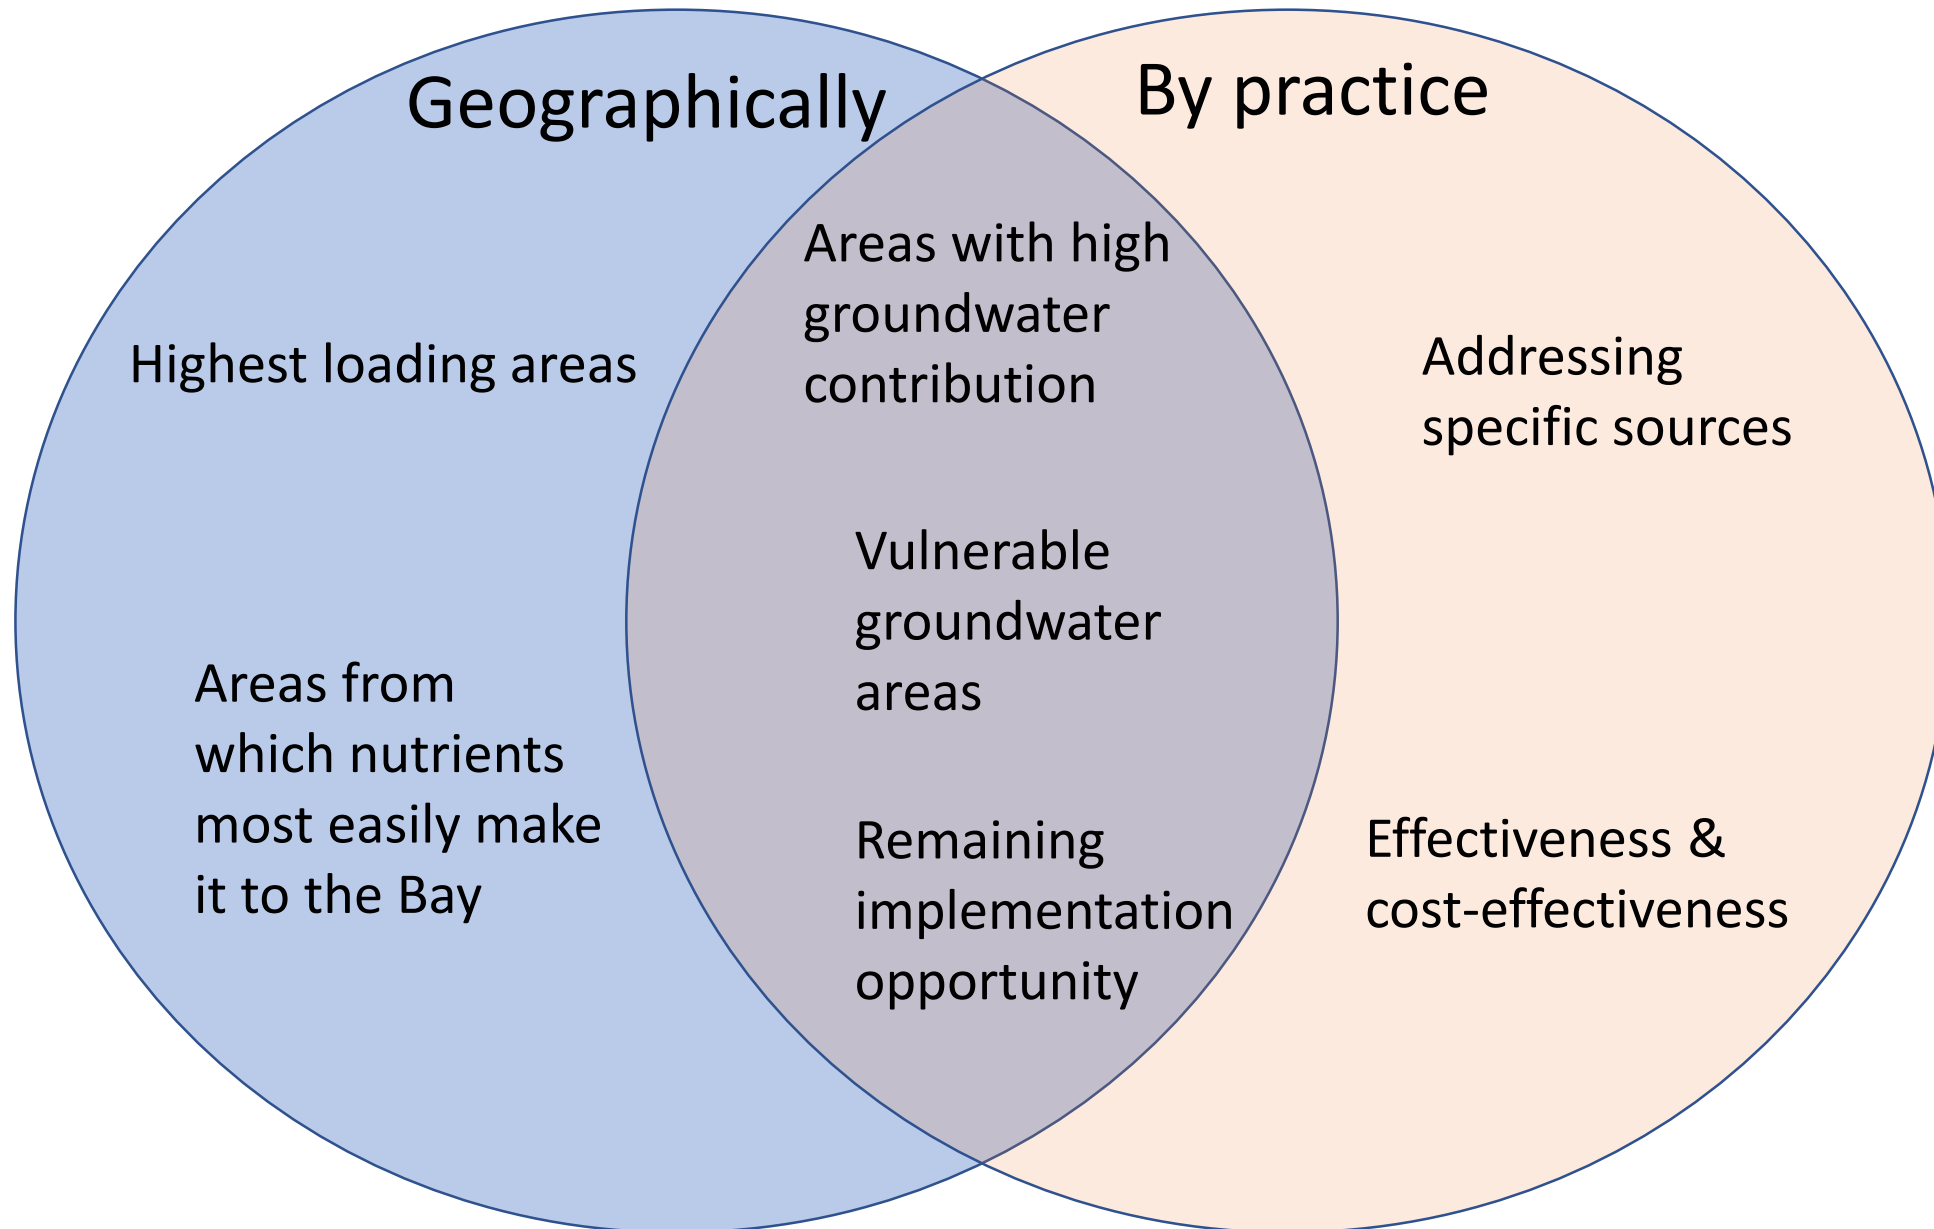 Geographically
By practice
Highest loading areas
Areas from
which nutrients
most easily make
it to the Bay
Areas with high
groundwater
contribution
Vulnerable
groundwater
areas
Remaining
implementation
opportunity
Addressing
specific sources
Effectiveness &
cost-effectiveness